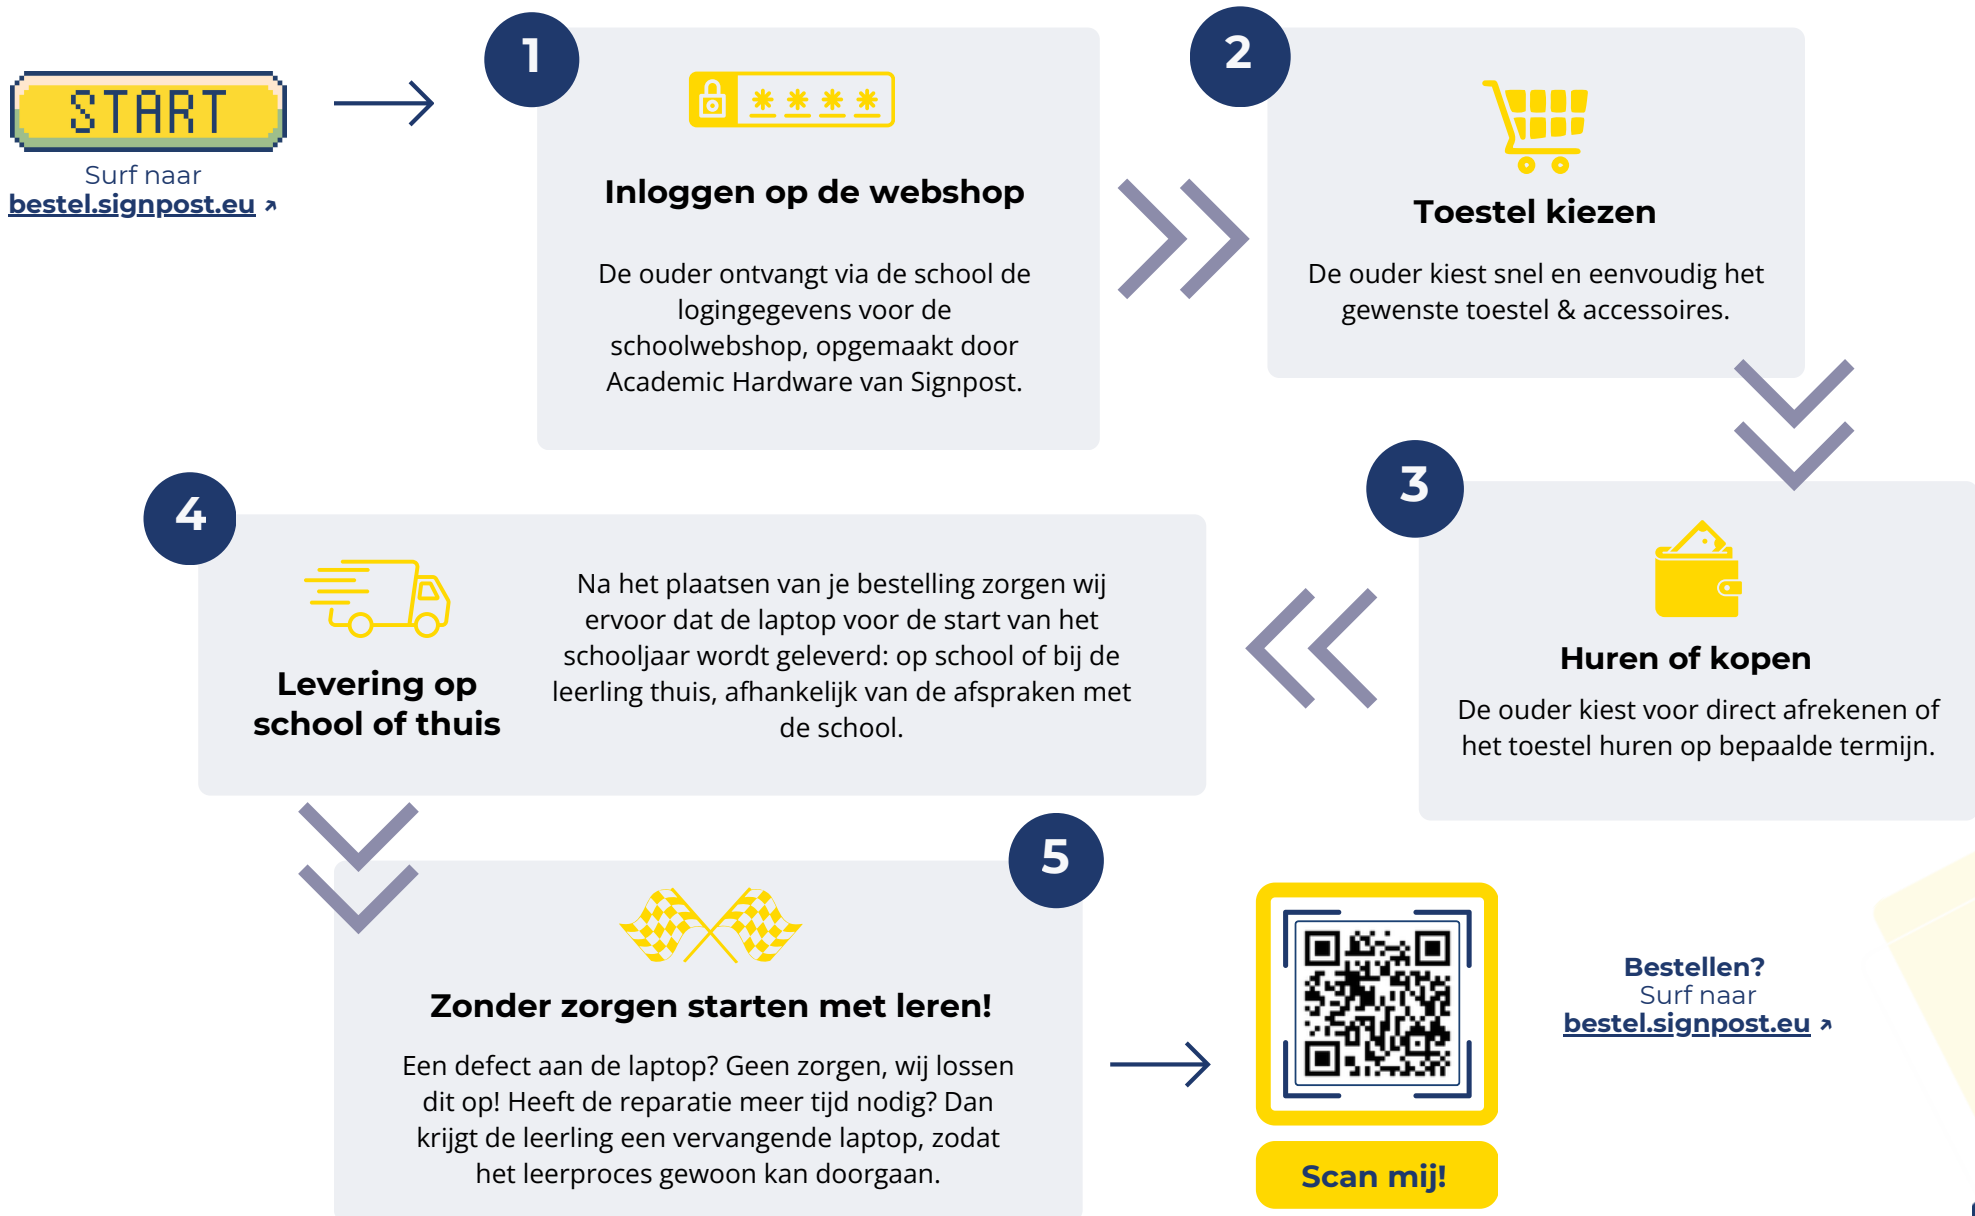 START
Surf naar
bestel.signpost.eu ↗
1
Inloggen op de webshop
De ouder ontvangt via de school de
logingegevens voor de
schoolwebshop, opgemaakt door
Academic Hardware van Signpost.
2
Toestel kiezen
De ouder kiest snel en eenvoudig het
gewenste toestel & accessoires.
3
Huren of kopen
De ouder kiest voor direct afrekenen of
het toestel huren op bepaalde termijn.
4
Levering op
school of thuis
Na het plaatsen van je bestelling zorgen wij
ervoor dat de laptop voor de start van het
schooljaar wordt geleverd: op school of bij de
leerling thuis, afhankelijk van de afspraken met
de school.
5
Zonder zorgen starten met leren!
Een defect aan de laptop? Geen zorgen, wij lossen
dit op! Heeft de reparatie meer tijd nodig? Dan
krijgt de leerling een vervangende laptop, zodat
het leerproces gewoon kan doorgaan.
Scan mij!
Bestellen?
Surf naar
bestel.signpost.eu ↗